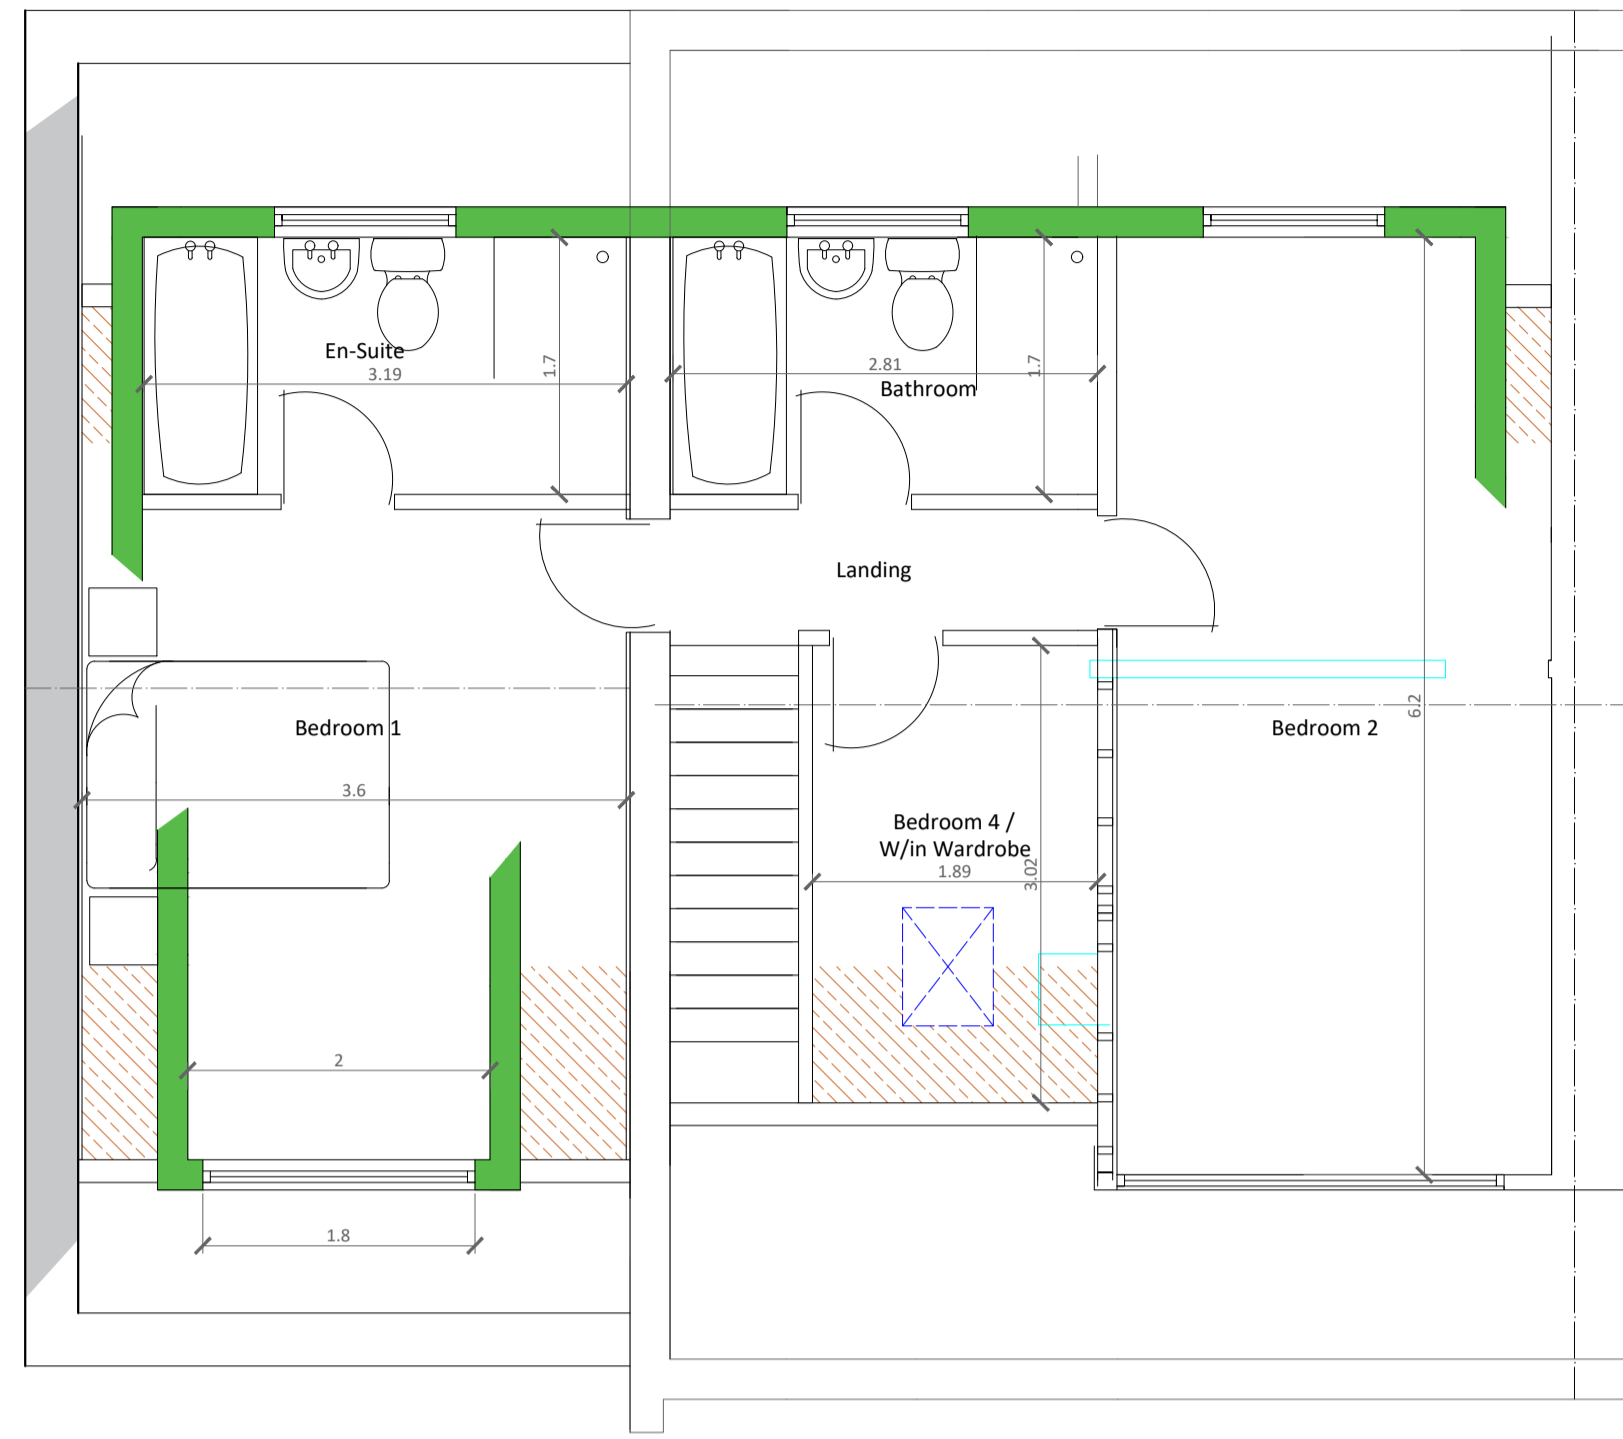 En-Suite
3.19
1.7
2.81
1.7
Bathroom
Landing
Bedroom 1
3.6
Bedroom 4 /
W/in Wardrobe
1.89
3.02
Bedroom 2
6.2
2
1.8